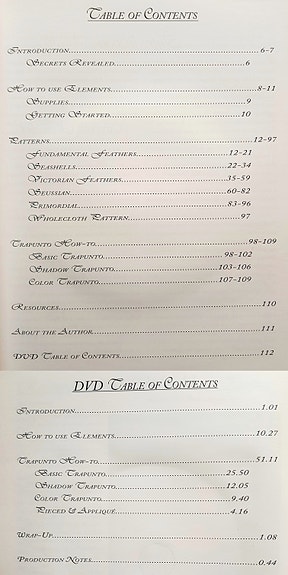 Table of Contents
Introduction 6-7
Secrets Revealed 6
How to use Elements 8-11
Supplies 9
Getting Started 10
Patterns 12-97
Fundamental Feathers 12-21
Seashells 22-34
Victorian Feathers 35-59
Seussian 60-82
Primordial 83-96
Wholecloth Pattern 97
Trapunto How-to 98-109
Basic Trapunto 98-102
Shadow Trapunto 103-106
Color Trapunto 107-109
Resources 110
About the Author 111
DVD Table of Contents 112
DVD Table of Contents
Introduction 1.01
How to use Elements 10.27
Trapunto How-to 51.11
Basic Trapunto 25.50
Shadow Trapunto 12.05
Color Trapunto 9.40
Pieced & Appliqué 4.16
Wrap-Up 1.08
Production Notes 0.44